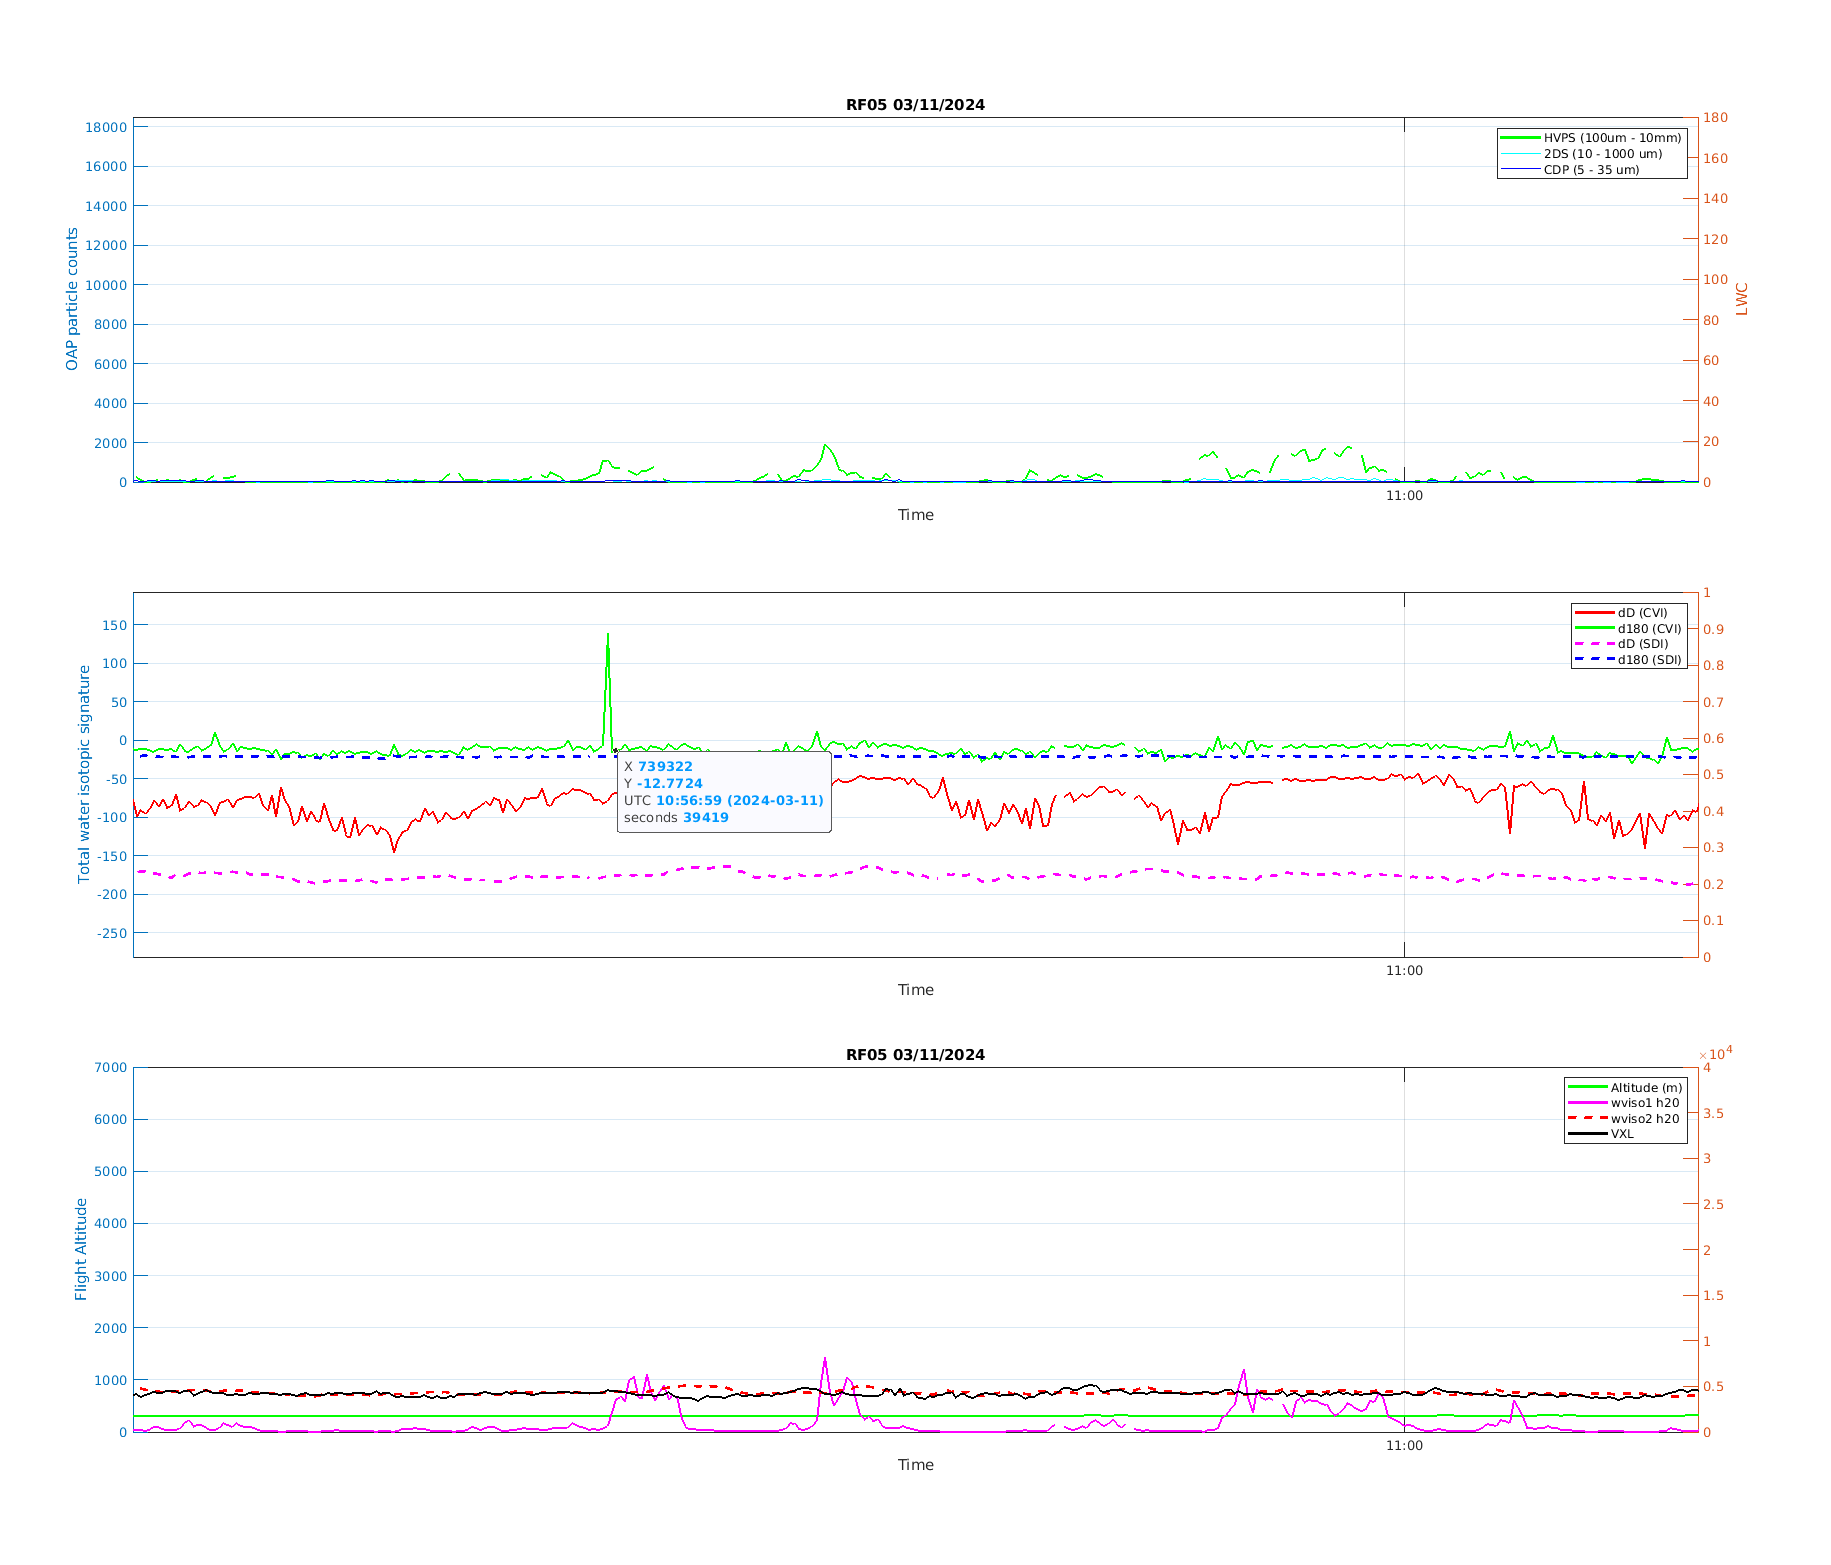 RF05 03/11/2024
18000
16000
14000
12000
10000
8000
6000
4000
2000
0
OAP particle counts
180
160
140
120
100
80
60
40
20
0
LWC
HVPS (100um - 10mm)
2DS (10 - 1000 um)
CDP (5 - 35 um)
11:00
Time
150
100
50
0
-50
-100
-150
-200
-250
Total water isotopic signature
1
0.9
0.8
0.7
0.6
0.5
0.4
0.3
0.2
0.1
0
dD (CVI)
d180 (CVI)
dD (SDI)
d180 (SDI)
X 739322
Y -12.7724
UTC 10:56:59 (2024-03-11)
seconds 39419
11:00
Time
RF05 03/11/2024
7000
6000
5000
4000
3000
2000
1000
0
Flight Altitude
×10⁴
4
3.5
3
2.5
2
1.5
1
0.5
0
Altitude (m)
wviso1 h20
wviso2 h20
VXL
11:00
Time